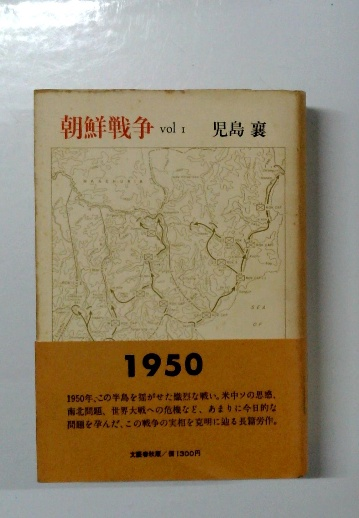 朝鮮戦争 vol 1 児島 襄
1950
1950年、この半島を揺がせた熾烈な戦い。米中ソの思惑、
南北問題、世界大戦への危機など、あまりに今日的な
問題を孕んだ、この戦争の実相を克明に辿る長篇労作。
文藝春秋版/価1300円